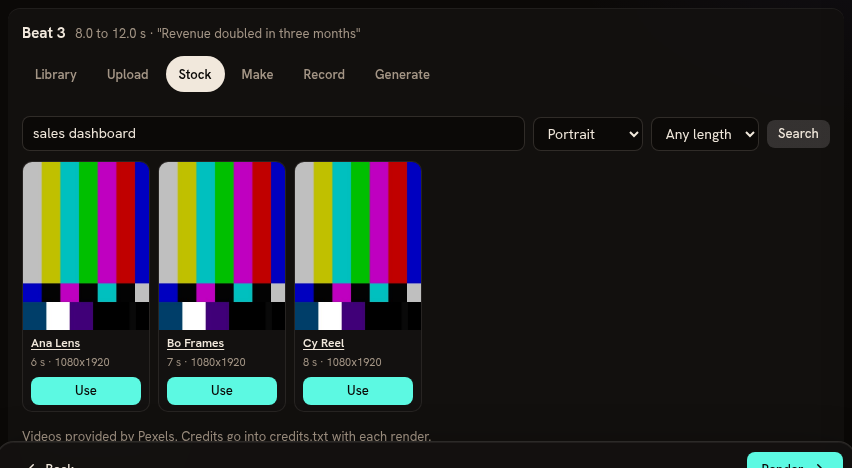 Beat 3 8.0 to 12.0 s · "Revenue doubled in three months"
Library Upload Stock Make Record Generate
sales dashboard Portrait Any length Search
Ana Lens Bo Frames Cy Reel
6 s · 1080x1920 7 s · 1080x1920 8 s · 1080x1920
Use Use Use
Videos provided by Pexels. Credits go into credits.txt with each render.
Back Render